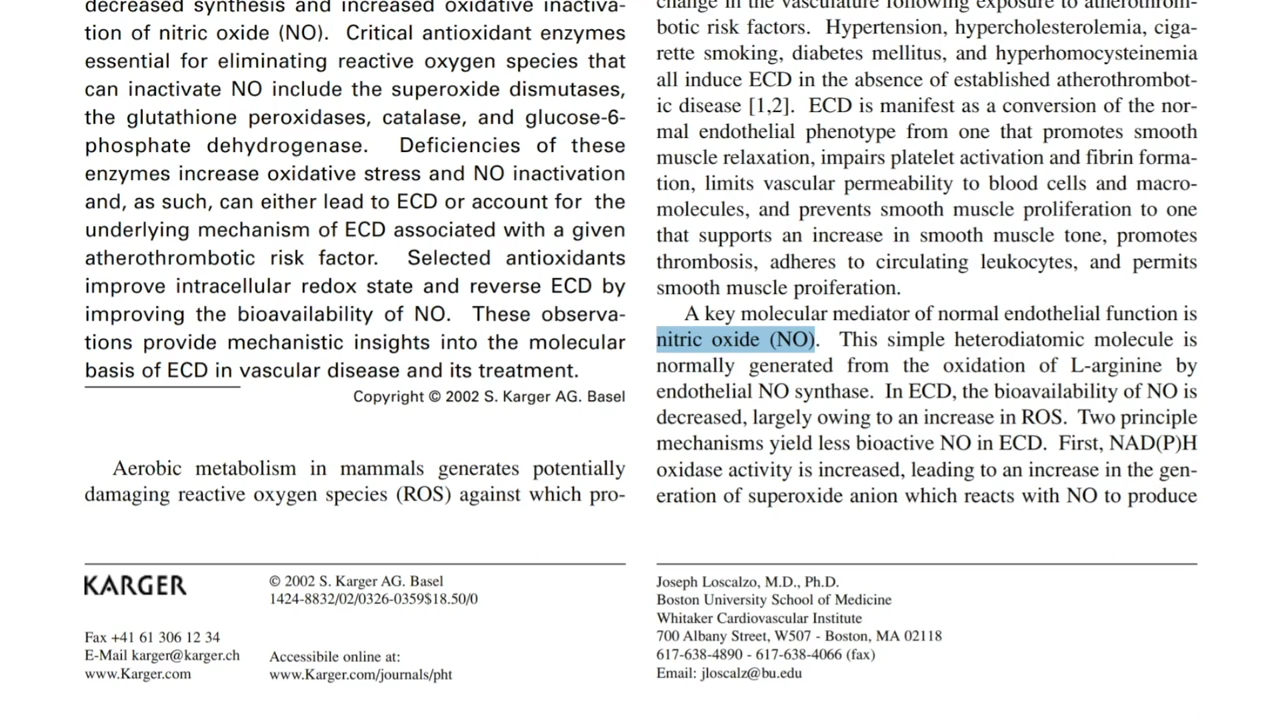 decreased synthesis and increased oxidative inactiva-
tion of nitric oxide (NO). Critical antioxidant enzymes
essential for eliminating reactive oxygen species that
can inactivate NO include the superoxide dismutases,
the glutathione peroxidases, catalase, and glucose-6-
phosphate dehydrogenase. Deficiencies of these
enzymes increase oxidative stress and NO inactivation
and, as such, can either lead to ECD or account for the
underlying mechanism of ECD associated with a given
atherothrombotic risk factor. Selected antioxidants
improve intracellular redox state and reverse ECD by
improving the bioavailability of NO. These observa-
tions provide mechanistic insights into the molecular
basis of ECD in vascular disease and its treatment.
Copyright © 2002 S. Karger AG. Basel
Aerobic metabolism in mammals generates potentially
damaging reactive oxygen species (ROS) against which pro-
change in the vasculature following exposure to atherothrom-
botic risk factors. Hypertension, hypercholesterolemia, ciga-
rette smoking, diabetes mellitus, and hyperhomocysteinemia
all induce ECD in the absence of established atherothrombot-
ic disease [1,2]. ECD is manifest as a conversion of the nor-
mal endothelial phenotype from one that promotes smooth
muscle relaxation, impairs platelet activation and fibrin forma-
tion, limits vascular permeability to blood cells and macro-
molecules, and prevents smooth muscle proliferation to one
that supports an increase in smooth muscle tone, promotes
thrombosis, adheres to circulating leukocytes, and permits
smooth muscle proiferation.
A key molecular mediator of normal endothelial function is
nitric oxide (NO). This simple heterodiatomic molecule is
normally generated from the oxidation of L-arginine by
endothelial NO synthase. In ECD, the bioavailability of NO is
decreased, largely owing to an increase in ROS. Two principle
mechanisms yield less bioactive NO in ECD. First, NAD(P)H
oxidase activity is increased, leading to an increase in the gen-
eration of superoxide anion which reacts with NO to produce
KARGER
Fax +41 61 306 12 34
E-Mail karger@karger.ch
www.Karger.com
© 2002 S. Karger AG. Basel
1424-8832/02/0326-0359$18.50/0
Accessibile online at:
www.Karger.com/journals/pht
Joseph Loscalzo, M.D., Ph.D.
Boston University School of Medicine
Whitaker Cardiovascular Institute
700 Albany Street, W507 - Boston, MA 02118
617-638-4890 - 617-638-4066 (fax)
Email: jloscalz@bu.edu